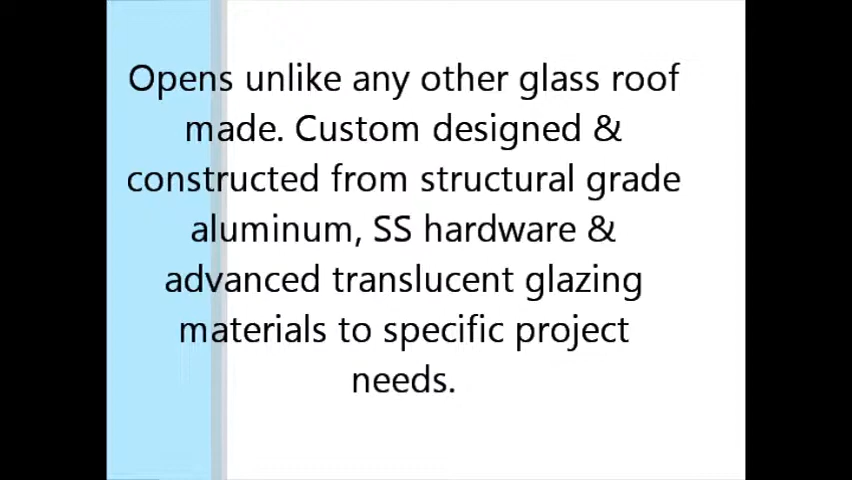 Opens unlike any other glass roof
made. Custom designed &
constructed from structural grade
aluminum, SS hardware &
advanced translucent glazing
materials to specific project
needs.